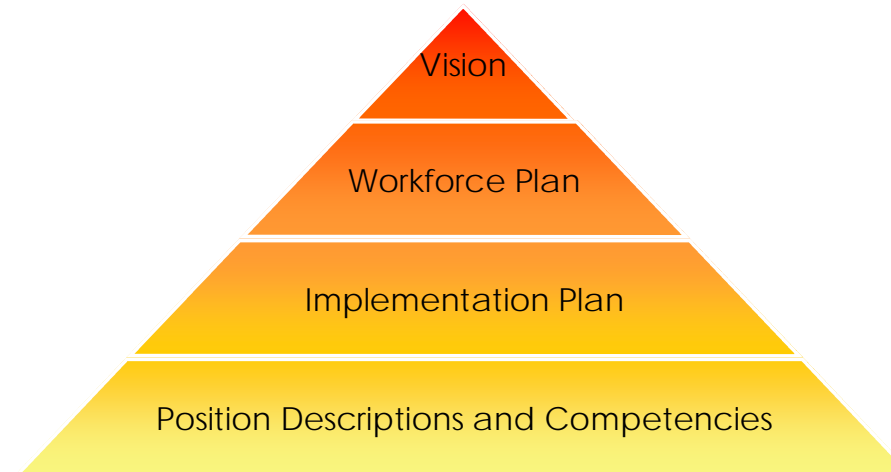 Vision
Workforce Plan
Implementation Plan
Position Descriptions and Competencies